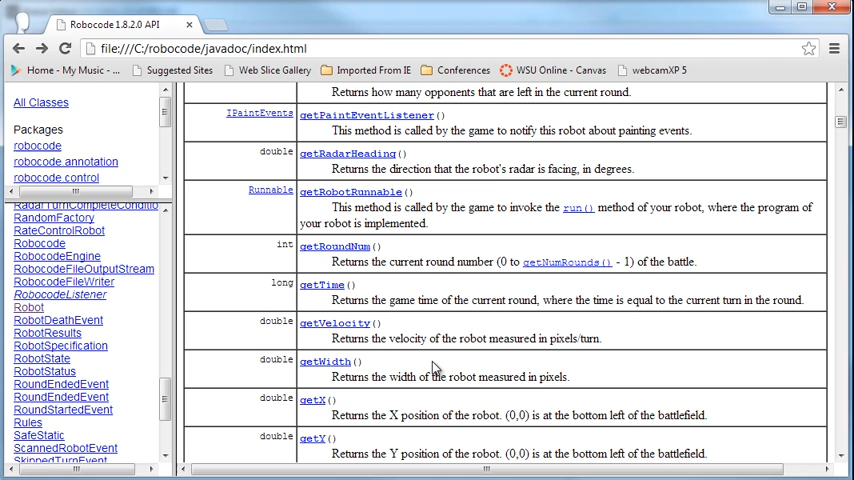 Robocode 1.8.2.0 API
file:///C:/robocode/javadoc/index.html
Home - My Music - ...
Suggested Sites
Web Slice Gallery
Imported From IE
Conferences
WSU Online - Canvas
webcamXP 5
All Classes
Packages
robocode
robocode.annotation
robocode.control
RadarTurnCompleteConditio
RandomFactory
RateControlRobot
Robocode
RobocodeEngine
RobocodeFileOutputStream
RobocodeFileWriter
RobocodeListener
Robot
RobotDeathEvent
RobotResults
RobotSpecification
RobotState
RobotStatus
RoundEndedEvent
RoundEndedEvent
RoundStartedEvent
Rules
SafeStatic
ScannedRobotEvent
SkippedTurnEvent
Returns how many opponents that are left in the current round.
IPaintEvents getPaintEventListener()
This method is called by the game to notify this robot about painting events.
double getRadarHeading()
Returns the direction that the robot's radar is facing, in degrees.
Runnable getRobotRunnable()
This method is called by the game to invoke the run() method of your robot, where the program of
your robot is implemented.
int getRoundNum()
Returns the current round number (0 to getNumRounds() - 1) of the battle.
long getTime()
Returns the game time of the current round, where the time is equal to the current turn in the round.
double getVelocity()
Returns the velocity of the robot measured in pixels/turn.
double getWidth()
Returns the width of the robot measured in pixels.
double getX()
Returns the X position of the robot. (0,0) is at the bottom left of the battlefield.
double getY()
Returns the Y position of the robot. (0,0) is at the bottom left of the battlefield.